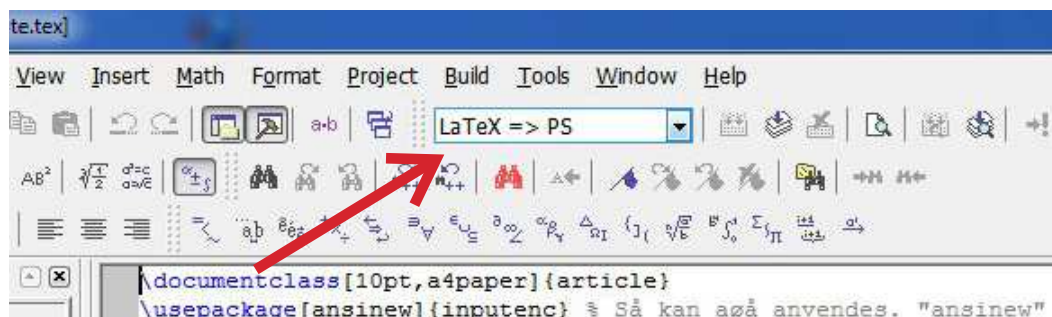 te.tex]
View Insert Math Format Project Build Tools Window Help
LaTeX => PS
\documentclass[10pt,a4paper]{article}
\usepackage[ansinew]{inputenc} % Så kan æøå anvendes. "ansinew"